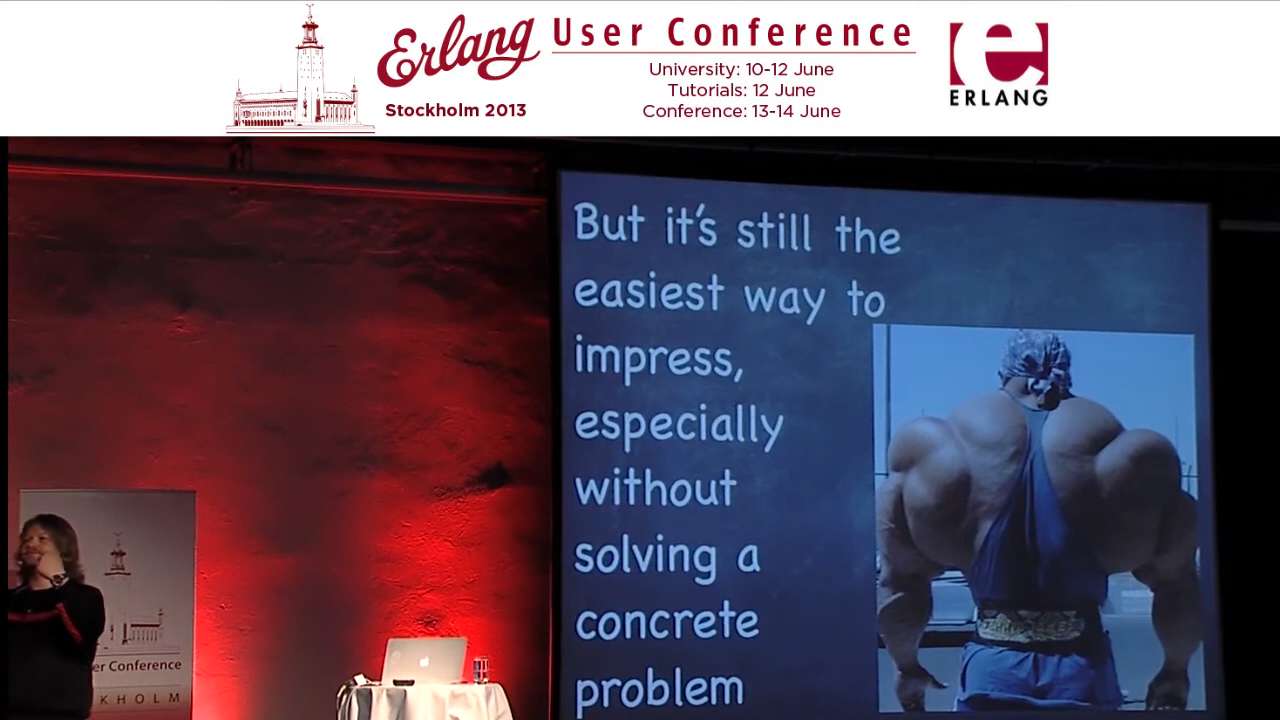 Erlang User Conference
Stockholm 2013
University: 10-12 June
Tutorials: 12 June
Conference: 13-14 June
e
ERLANG
But it's still the
easiest way to
impress,
especially
without
solving a
concrete
problem
er Conference
KHOLM